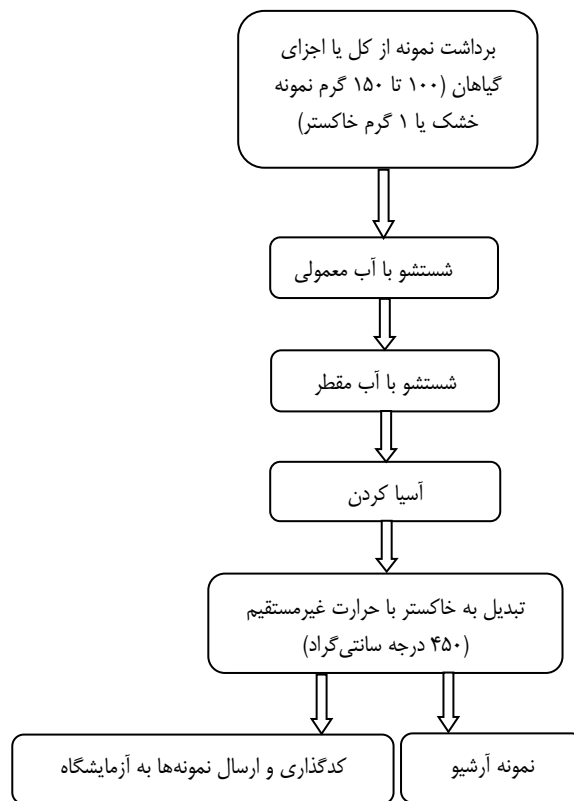 برداشت نمونه از کل یا اجزای
گیاهان (۱۰۰ تا ۱۵۰ گرم نمونه
خشک یا ۱ گرم خاکستر)
شستشو با آب معمولی
شستشو با آب مقطر
آسیا کردن
تبدیل به خاکستر با حرارت غیرمستقیم
(۴۵۰ درجه سانتی‌گراد)
نمونه آرشیو
کدگذاری و ارسال نمونه‌ها به آزمایشگاه